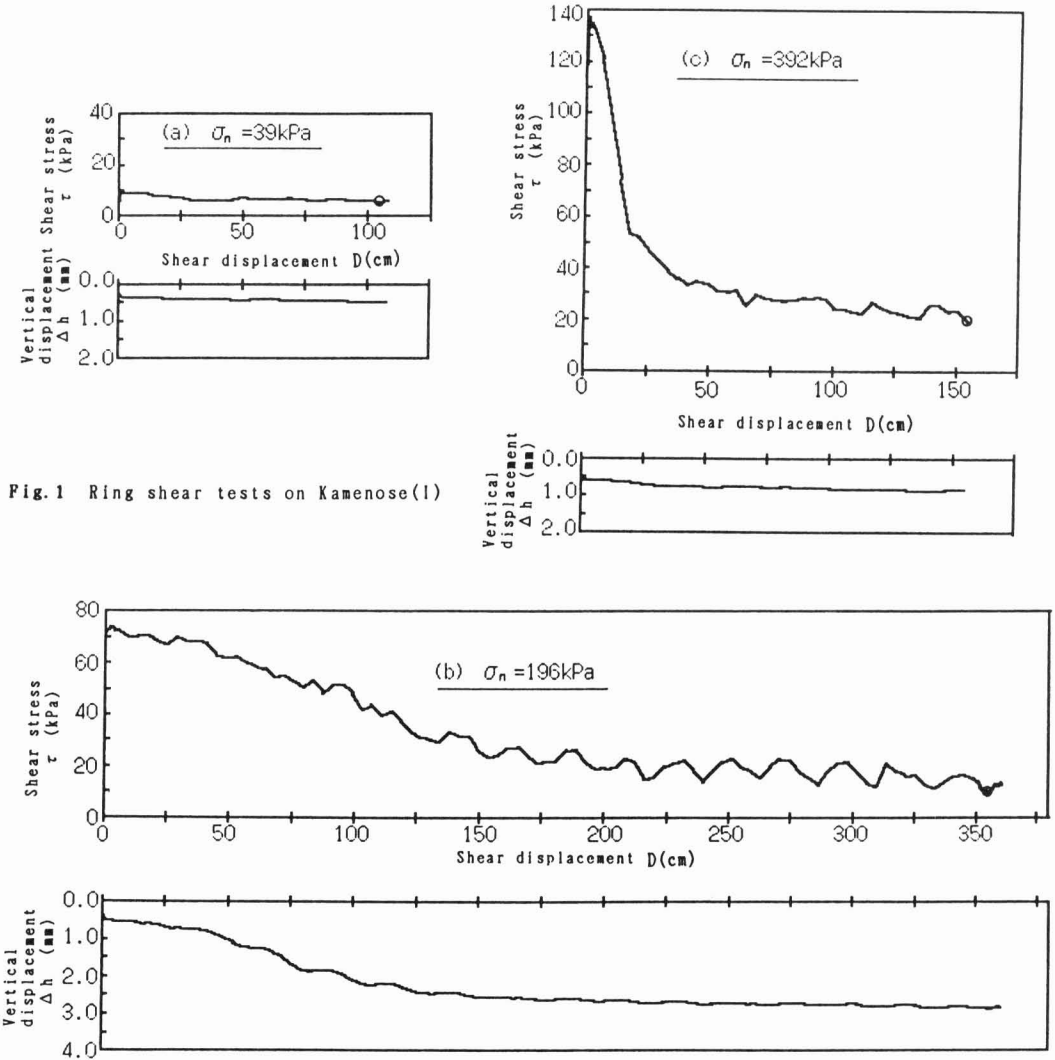 (a) σn =39kPa
Shear stress
τ (kPa)
40
20
0
0 50 100
Shear displacement D(cm)
Vertical
displacement
Δh (mm)
0.0
1.0
2.0
(c) σn =392kPa
Shear stress
τ (kPa)
140
120
100
80
60
40
20
0
0 50 100 150
Shear displacement D(cm)
Vertical
displacement
Δh (mm)
0.0
1.0
2.0
Fig.1 Ring shear tests on Kamenose(I)
(b) σn =196kPa
Shear stress
τ (kPa)
80
60
40
20
0
0 50 100 150 200 250 300 350
Shear displacement D(cm)
Vertical
displacement
Δh (mm)
0.0
1.0
2.0
3.0
4.0